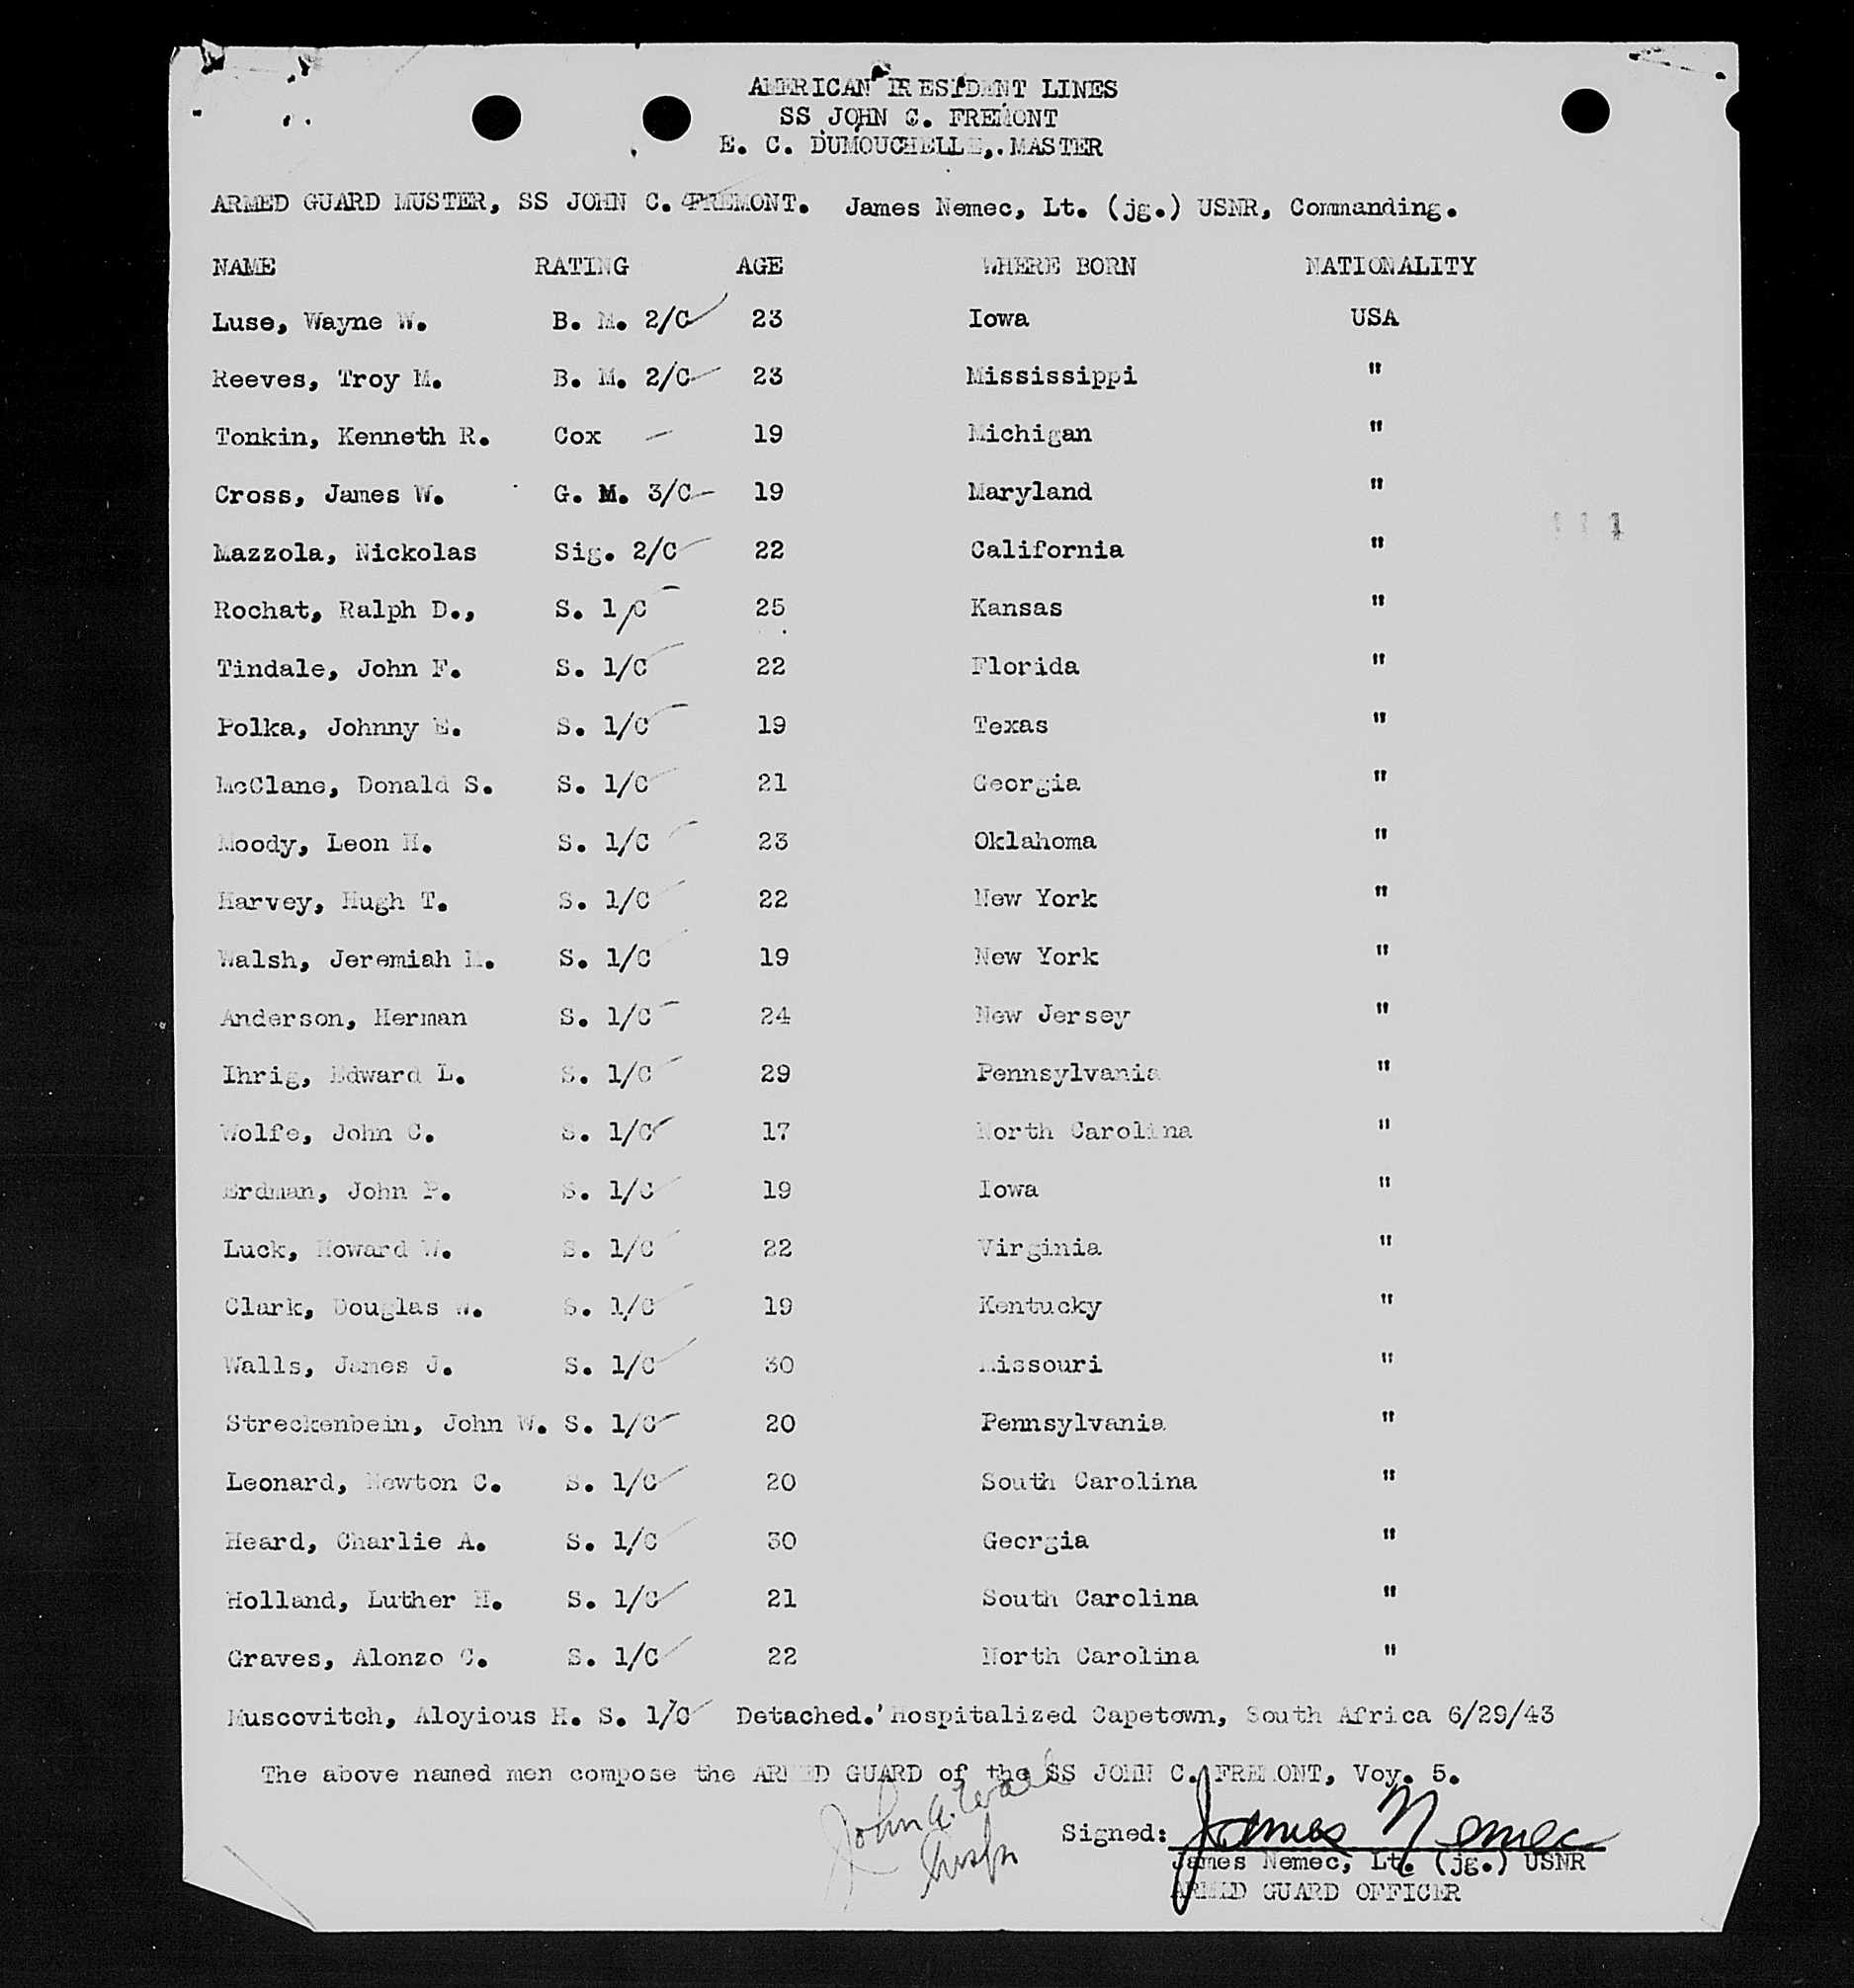 AMERICAN PRESIDENT LINES
SS JOHN C. FREMONT
E. C. DUMOUCHELLE, MASTER
ARMED GUARD MUSTER, SS JOHN C. FREMONT. James Nemec, Lt. (jg.) USNR, Commanding.
NAME RATING AGE WHERE BORN NATIONALITY
Luse, Wayne W. B. M. 2/C 23 Iowa USA
Reeves, Troy M. B. M. 2/C 23 Mississippi "
Tonkin, Kenneth R. Cox 19 Michigan "
Cross, James W. G. M. 3/C 19 Maryland "
Mazzola, Nickolas Sig. 2/C 22 California "
Rochat, Ralph D., S. 1/C 25 Kansas "
Tindale, John F. S. 1/C 22 Florida "
Polka, Johnny E. S. 1/C 19 Texas "
McClane, Donald S. S. 1/C 21 Georgia "
Moody, Leon H. S. 1/C 23 Oklahoma "
Harvey, Hugh T. S. 1/C 22 New York "
Walsh, Jeremiah S. 1/C 19 New York "
Anderson, Herman S. 1/C 24 New Jersey "
Ihrig, Edward L. S. 1/C 29 Pennsylvania "
Wolfe, John C. S. 1/C 17 North Carolina "
Erdman, John P. S. 1/C 19 Iowa "
Luck, Howard W. S. 1/C 22 Virginia "
Clark, Douglas W. S. 1/C 19 Kentucky "
Walls, James J. S. 1/C 30 Missouri "
Streckenbein, John W. S. 1/C 20 Pennsylvania "
Leonard, Newton C. S. 1/C 20 South Carolina "
Heard, Charlie A. S. 1/C 30 Georgia "
Holland, Luther H. S. 1/C 21 South Carolina "
Graves, Alonzo C. S. 1/C 22 North Carolina "
Muscovitch, Aloyious H. S. 1/C Detached. Hospitalized Capetown, South Africa 6/29/43
The above named men compose the ARMED GUARD of the SS JOHN C. FREMONT, Voy. 5.
John A.
Signed: James Nemec
James Nemec, Lt. (jg.) USNR
ARMED GUARD OFFICER